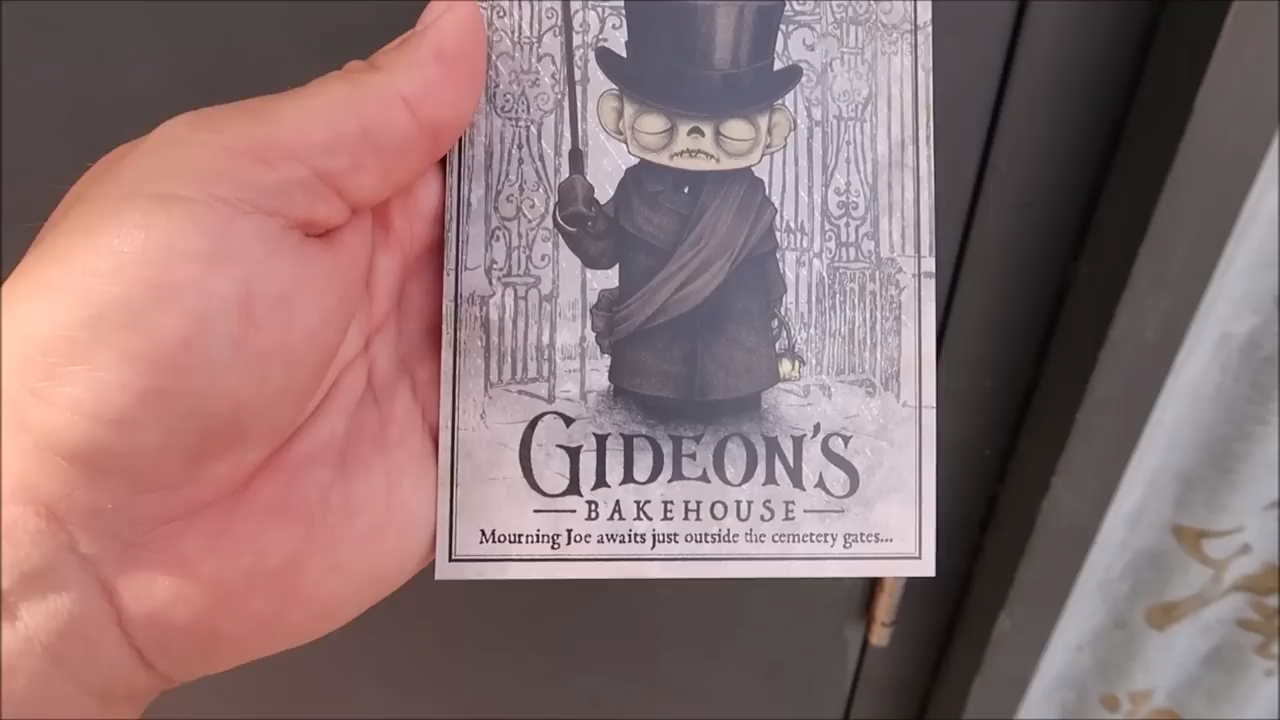 GIDEON'S
BAKEHOUSE
Mourning Joe awaits just outside the cemetery gates...